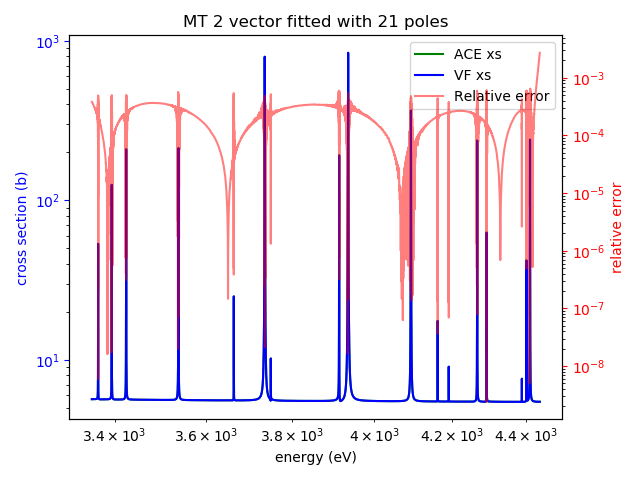 MT 2 vector fitted with 21 poles
ACE xs
VF xs
Relative error
cross section (b)
10³
10²
10¹
relative error
10⁻³
10⁻⁴
10⁻⁵
10⁻⁶
10⁻⁷
10⁻⁸
3.4 × 10³ 3.6 × 10³ 3.8 × 10³ 4 × 10³ 4.2 × 10³ 4.4 × 10³
energy (eV)